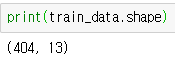 print(train_data.shape)
(404, 13)